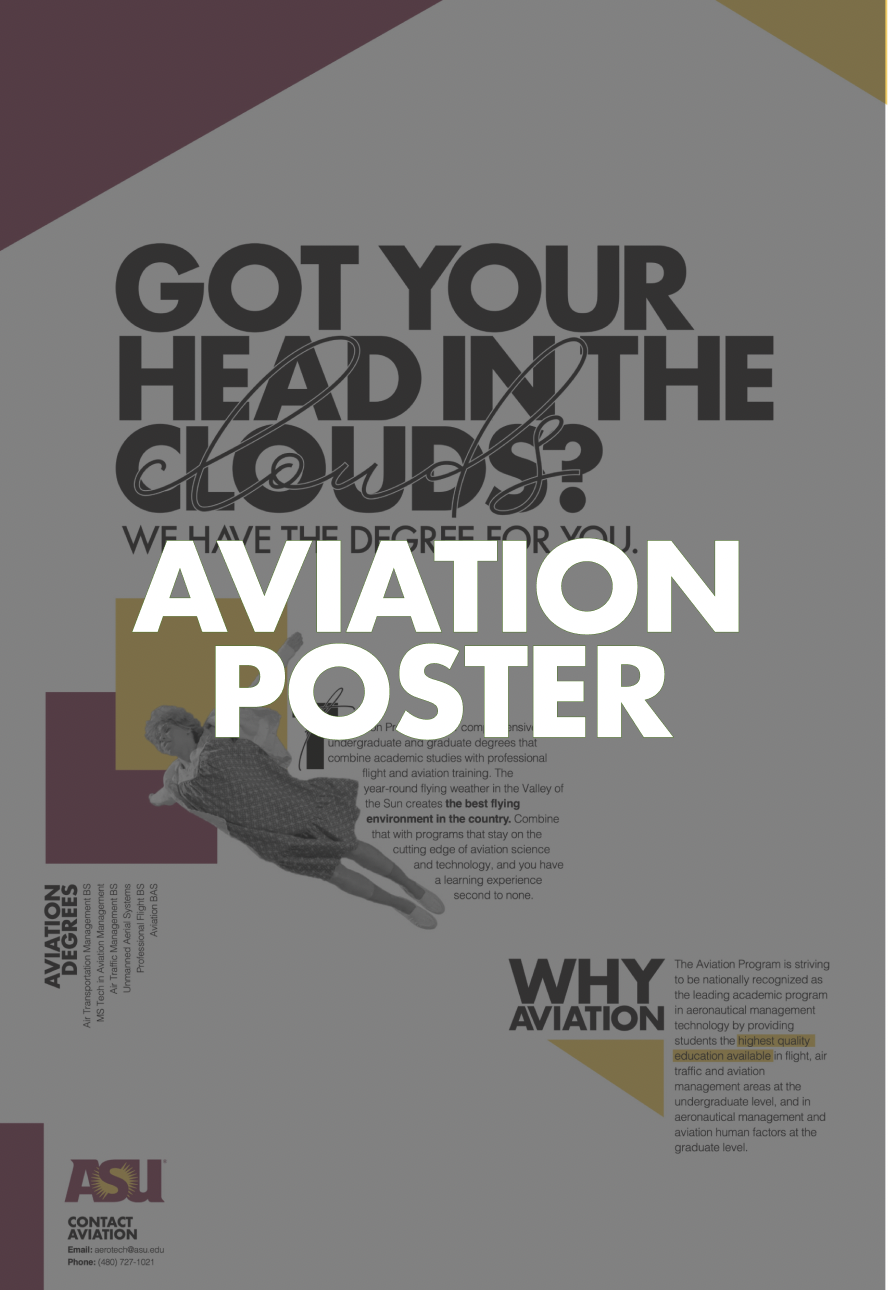 GOT YOUR
HEAD IN THE
CLOUDS?
clouds
WE HAVE THE DEGREE FOR YOU.
AVIATION
POSTER
undergraduate and graduate degrees that
combine academic studies with professional
flight and aviation training. The
year-round flying weather in the Valley of
the Sun creates the best flying
environment in the country. Combine
that with programs that stay on the
cutting edge of aviation science
and technology, and you have
a learning experience
second to none.
AVIATION
DEGREES
Air Transportation Management BS
MS Tech in Aviation Management
Air Traffic Management BS
Unmanned Aerial Systems
Professional Flight BS
Aviation BAS
WHY
AVIATION
The Aviation Program is striving
to be nationally recognized as
the leading academic program
in aeronautical management
technology by providing
students the highest quality
education available in flight, air
traffic and aviation
management areas at the
undergraduate level, and in
aeronautical management and
aviation human factors at the
graduate level.
ASU
CONTACT
AVIATION
Email: aerotech@asu.edu
Phone: (480) 727-1021